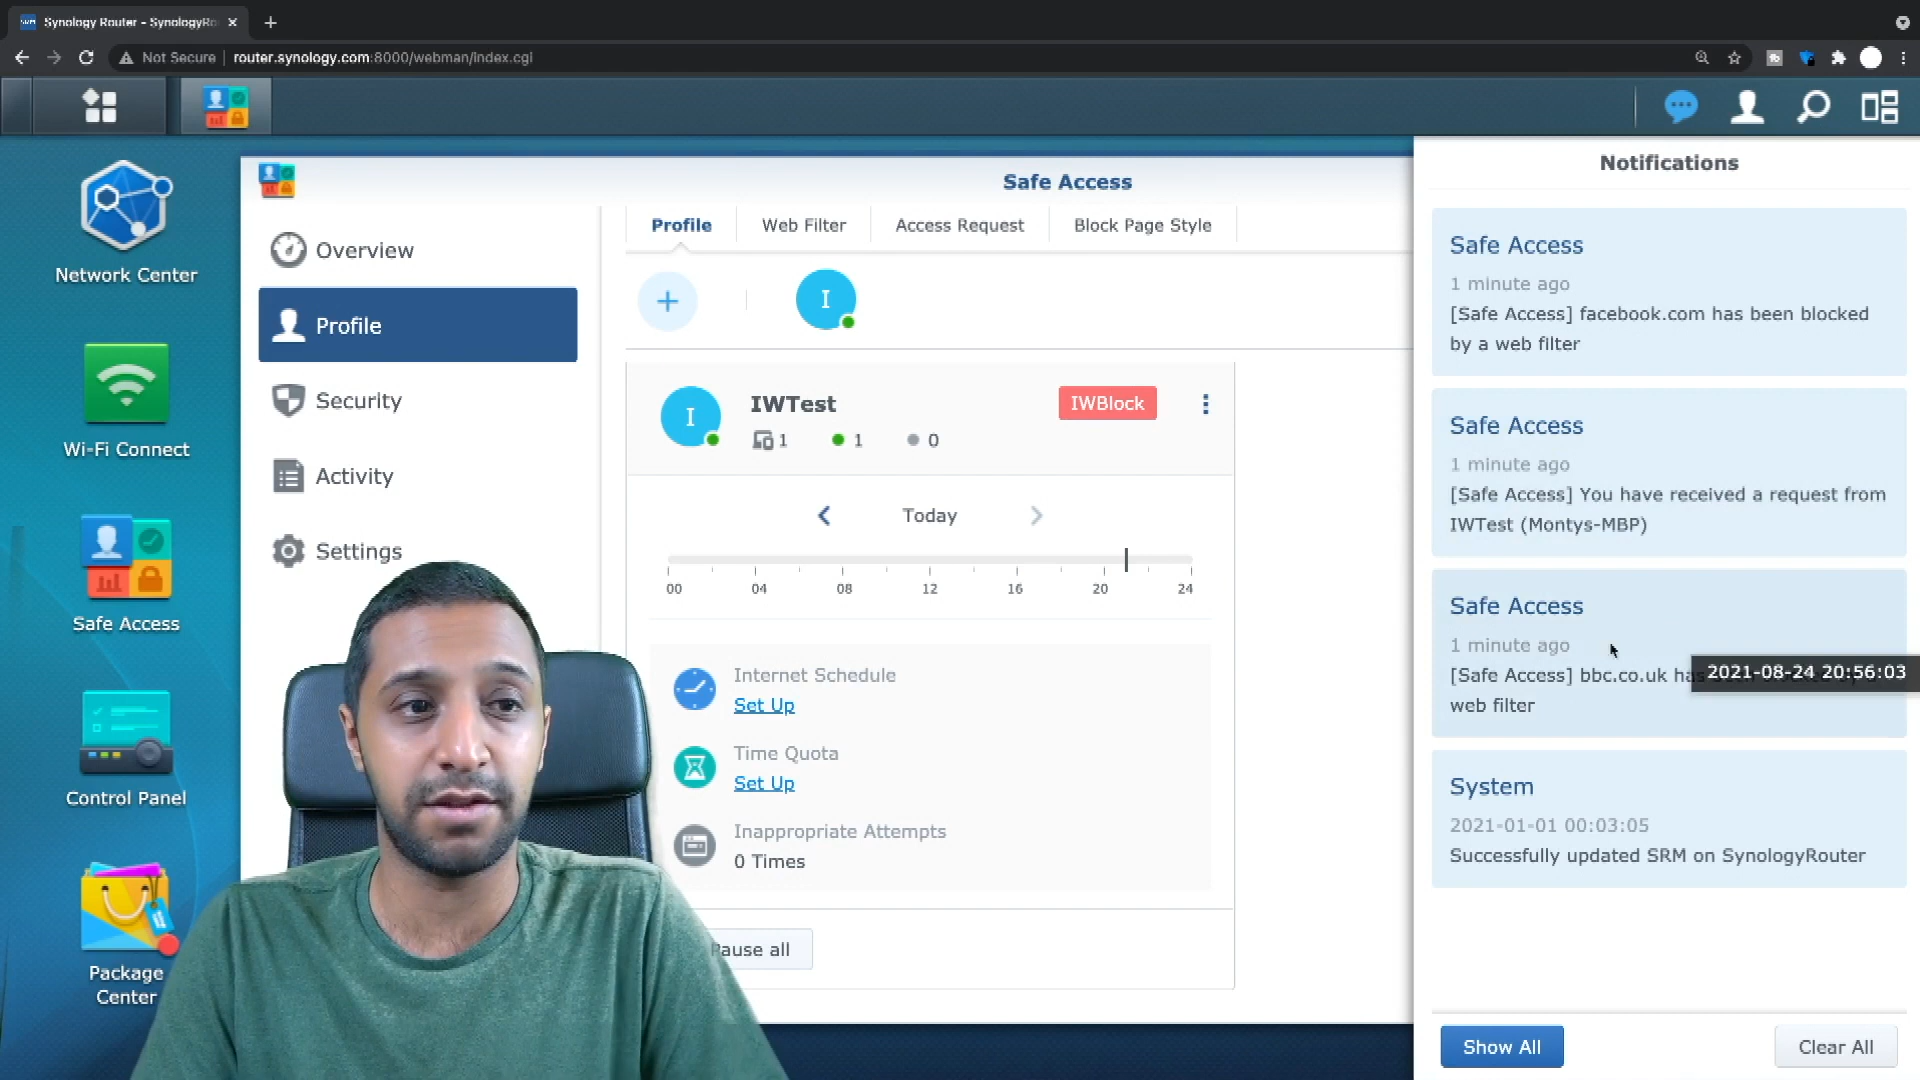 Synology Router - SynologyRo
Not Secure
router.synology.com:8000/webman/index.cgi
Network Center
Wi-Fi Connect
Safe Access
Control Panel
Package
Center
Safe Access
Overview
Profile
Security
Activity
Settings
Profile
Web Filter
Access Request
Block Page Style
I
I
IWTest
IWBlock
1
1
0
Today
00 04 08 12 16 20 24
Internet Schedule
Set Up
Time Quota
Set Up
Inappropriate Attempts
0 Times
Pause all
Notifications
Safe Access
1 minute ago
[Safe Access] facebook.com has been blocked
by a web filter
Safe Access
1 minute ago
[Safe Access] You have received a request from
IWTest (Montys-MBP)
Safe Access
1 minute ago
[Safe Access] bbc.co.uk
2021-08-24 20:56:03
web filter
System
2021-01-01 00:03:05
Successfully updated SRM on SynologyRouter
Show All
Clear All